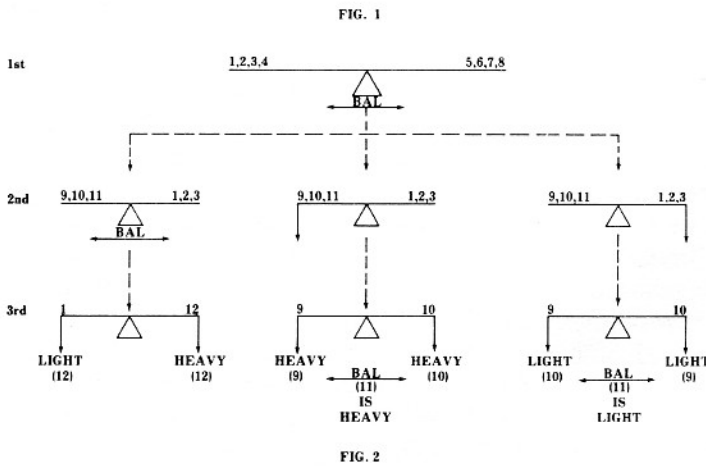 FIG. 1
1st
1,2,3,4 5,6,7,8
BAL
2nd
9,10,11 1,2,3 9,10,11 1,2,3 9,10,11 1,2,3
BAL
3rd
1 12 9 10 9 10
LIGHT HEAVY HEAVY HEAVY LIGHT LIGHT
(12) (12) (9) BAL (10) (10) BAL (9)
(11) (11)
IS IS
HEAVY LIGHT
FIG. 2